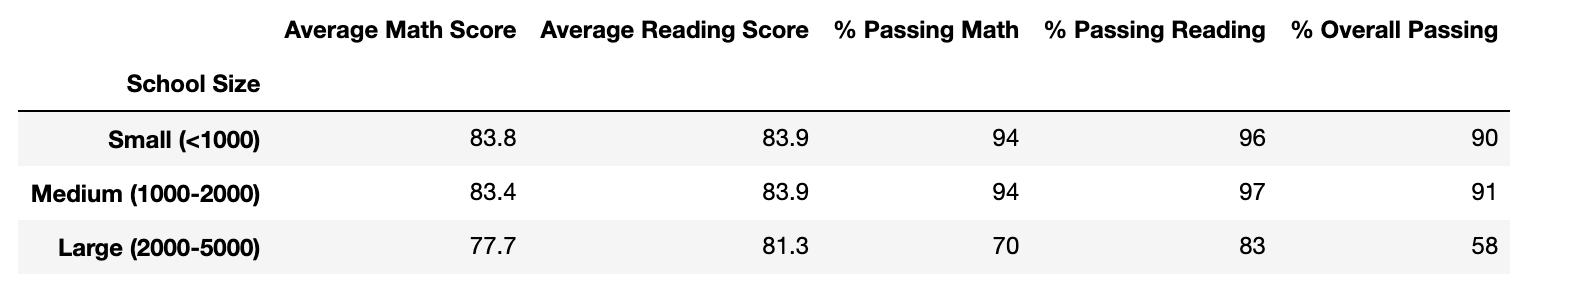 Average Math Score Average Reading Score % Passing Math % Passing Reading % Overall Passing
School Size
Small (<1000) 83.8 83.9 94 96 90
Medium (1000-2000) 83.4 83.9 94 97 91
Large (2000-5000) 77.7 81.3 70 83 58